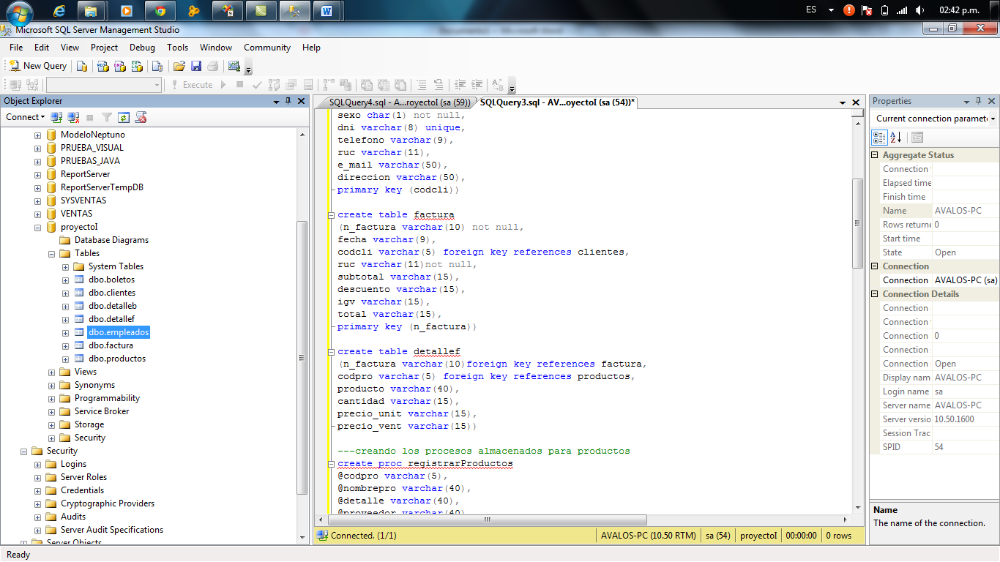 ES
02:42 p.m.
Microsoft SQL Server Management Studio
File Edit View Project Debug Tools Window Community Help
New Query
Execute
Object Explorer
Connect
ModeloNeptuno
PRUEBA_VISUAL
PRUEBAS_JAVA
ReportServer
ReportServerTempDB
SYSVENTAS
VENTAS
proyectoI
Database Diagrams
Tables
System Tables
dbo.boletos
dbo.clientes
dbo.detalleb
dbo.detallef
dbo.empleados
dbo.factura
dbo.productos
Views
Synonyms
Programmability
Service Broker
Storage
Security
Security
Logins
Server Roles
Credentials
Cryptographic Providers
Audits
Server Audit Specifications
Server Objects
SQLQuery4.sql - A...royectoI (sa (59))
SQLQuery3.sql - AV...oyectoI (sa (54))*
sexo char(1) not null,
dni varchar(8) unique,
telefono varchar(9),
ruc varchar(11),
e_mail varchar(50),
direccion varchar(50),
primary key (codcli))
create table factura
(n_factura varchar(10) not null,
fecha varchar(9),
codcli varchar(5) foreign key references clientes,
ruc varchar(11)not null,
subtotal varchar(15),
descuento varchar(15),
igv varchar(15),
total varchar(15),
primary key (n_factura))
create table detallef
(n_factura varchar(10)foreign key references factura,
codpro varchar(5) foreign key references productos,
producto varchar(40),
cantidad varchar(15),
precio_unit varchar(15),
precio_vent varchar(15))
---creando los procesos almacenados para productos
create proc registrarProductos
@codpro varchar(5),
@nombrepro varchar(40),
@detalle varchar(40),
@proveedor varchar(40)
Connected. (1/1)
AVALOS-PC (10.50 RTM)
sa (54)
proyectoI
00:00:00
0 rows
Properties
Current connection paramet
Aggregate Status
Connection
Elapsed time
Finish time
Name AVALOS-PC
Rows returne 0
Start time
State Open
Connection
Connection AVALOS-PC (sa)
Connection Details
Connection
Connection
Connection 0
Connection
Connection Open
Display nam AVALOS-PC
Login name sa
Server name AVALOS-PC
Server versio 10.50.1600
Session Trac
SPID 54
Name
The name of the connection.
Ready